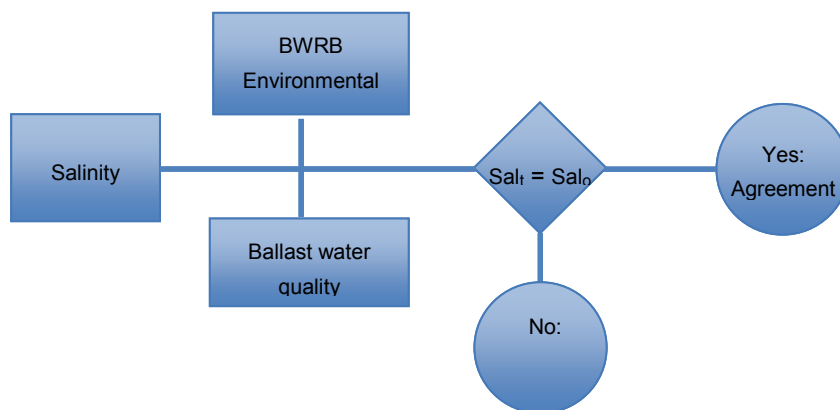 BWRB
Environmental
Salinity
Ballast water
quality
Salt = Salo
Yes:
Agreement
No: